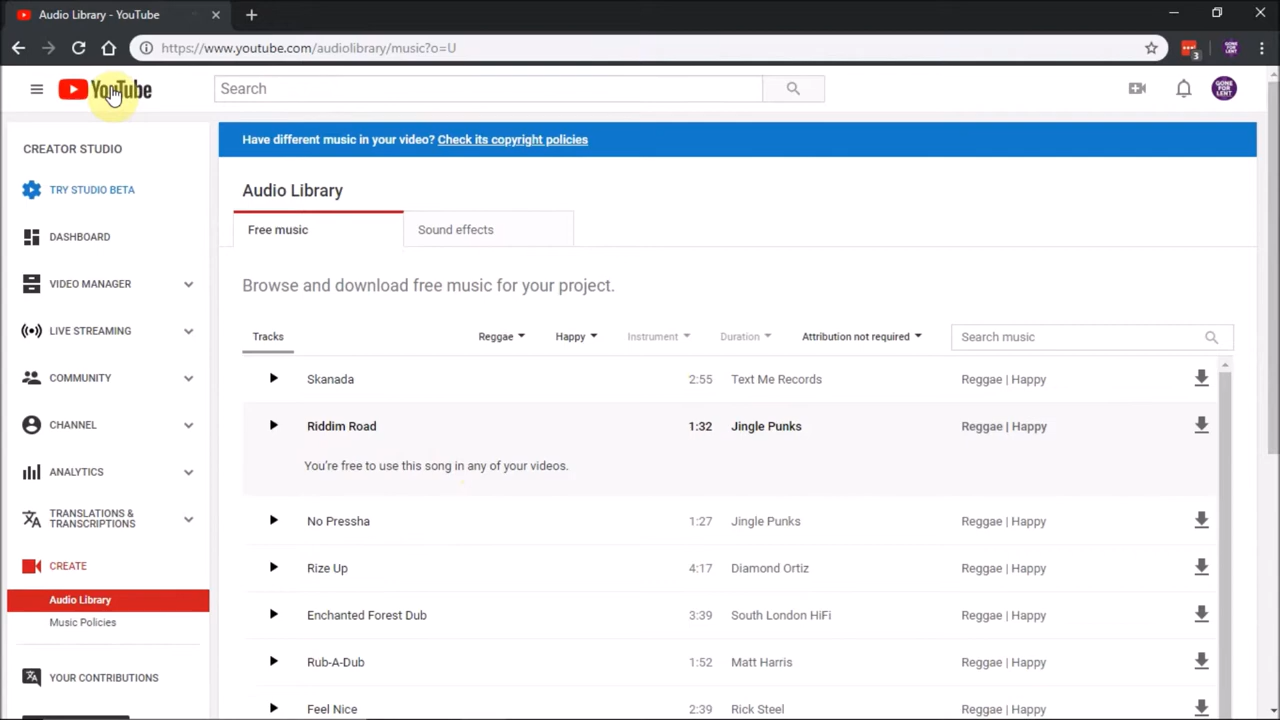 Audio Library - YouTube
https://www.youtube.com/audiolibrary/music?o=U
3
GONE FOR LENT
YouTube
Search
GONE
FOR
LENT
CREATOR STUDIO
Have different music in your video? Check its copyright policies
TRY STUDIO BETA
Audio Library
DASHBOARD
Free music
Sound effects
VIDEO MANAGER
Browse and download free music for your project.
LIVE STREAMING
Tracks
Reggae
Happy
Instrument
Duration
Attribution not required
Search music
COMMUNITY
Skanada 2:55 Text Me Records Reggae | Happy
CHANNEL
Riddim Road 1:32 Jingle Punks Reggae | Happy
ANALYTICS
You're free to use this song in any of your videos.
TRANSLATIONS &
TRANSCRIPTIONS
No Pressha 1:27 Jingle Punks Reggae | Happy
CREATE
Rize Up 4:17 Diamond Ortiz Reggae | Happy
Audio Library
Music Policies
Enchanted Forest Dub 3:39 South London HiFi Reggae | Happy
YOUR CONTRIBUTIONS
Rub-A-Dub 1:52 Matt Harris Reggae | Happy
Feel Nice 2:39 Rick Steel Reggae | Happy